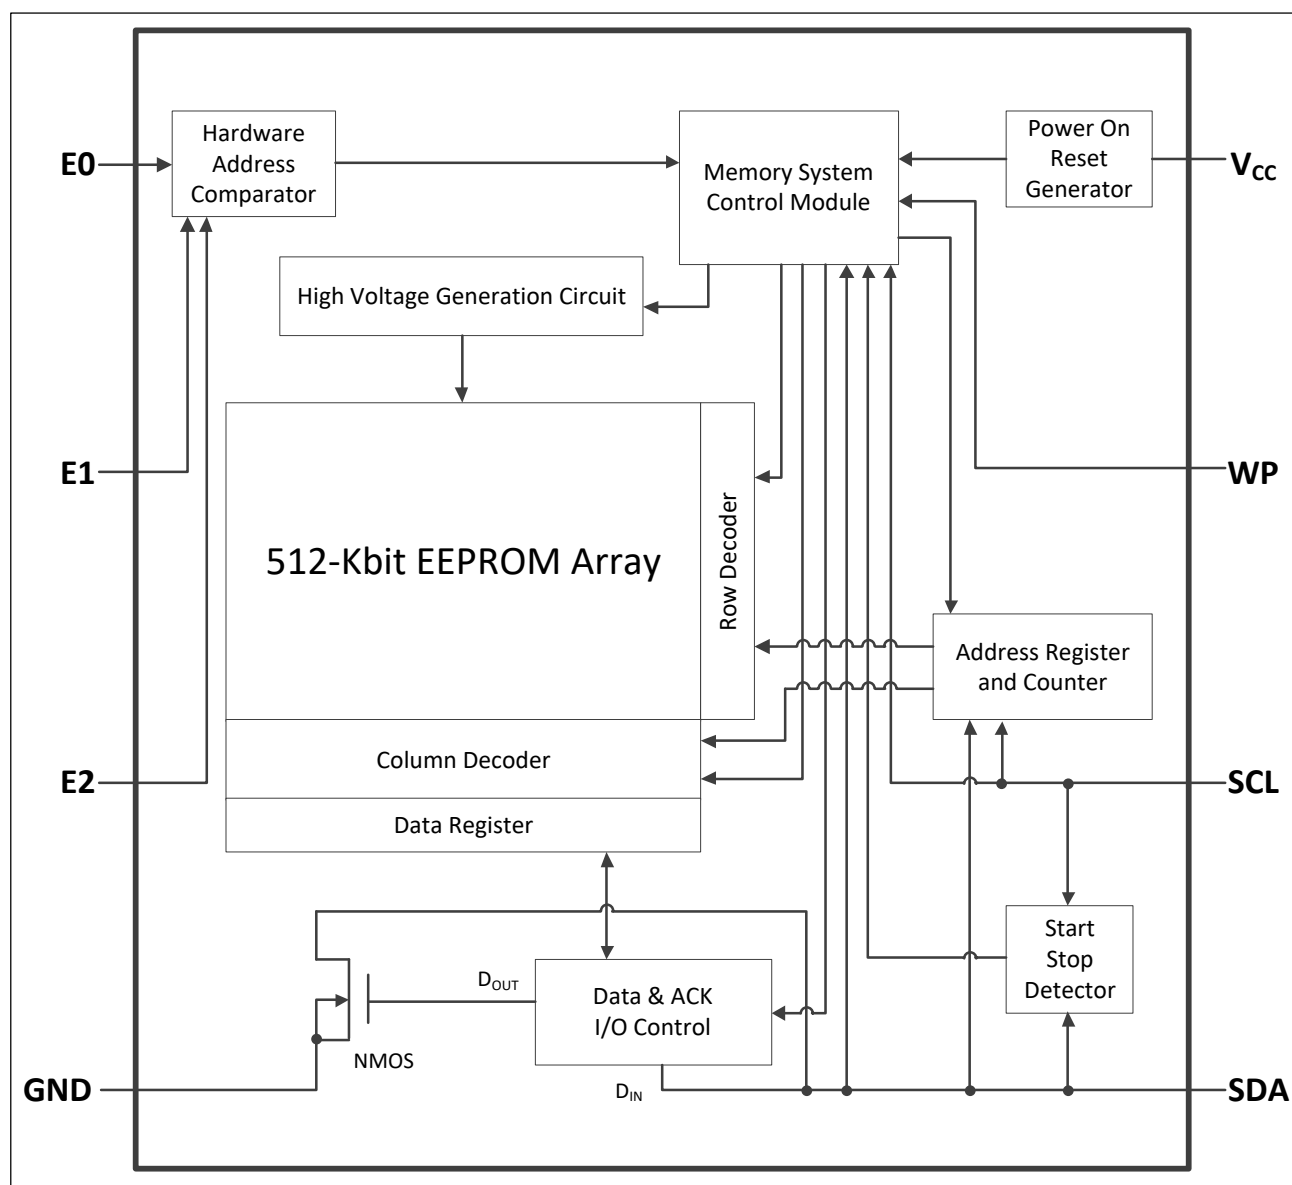 Hardware
Address
Comparator
Memory System
Control Module
Power On
Reset
Generator
E0
VCC
High Voltage Generation Circuit
E1
WP
512-Kbit EEPROM Array
Row Decoder
Address Register
and Counter
Column Decoder
E2
SCL
Data Register
Start
Stop
Detector
DOUT
Data & ACK
I/O Control
NMOS
GND
DIN
SDA